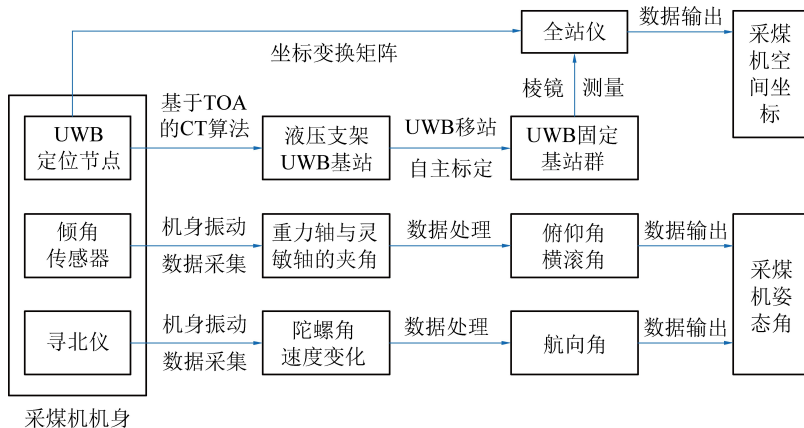 全站仪
数据输出
采煤
机空
间坐
标
坐标变换矩阵
棱镜
测量
基于TOA
的CT算法
UWB
定位节点
液压支架
UWB基站
UWB移站
自主标定
UWB固定
基站群
倾角
传感器
机身振动
数据采集
重力轴与灵
敏轴的夹角
数据处理
俯仰角
横滚角
数据输出
采煤
机姿
态角
寻北仪
机身振动
数据采集
陀螺角
速度变化
数据处理
航向角
数据输出
采煤机机身